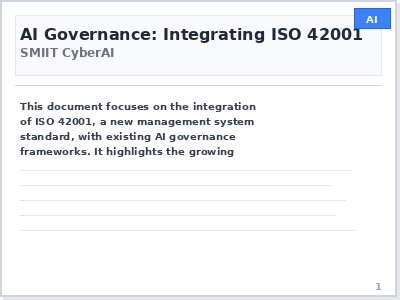 AI
AI Governance: Integrating ISO 42001
SMIIT CyberAI
This document focuses on the integration
of ISO 42001, a new management system
standard, with existing AI governance
frameworks. It highlights the growing
1